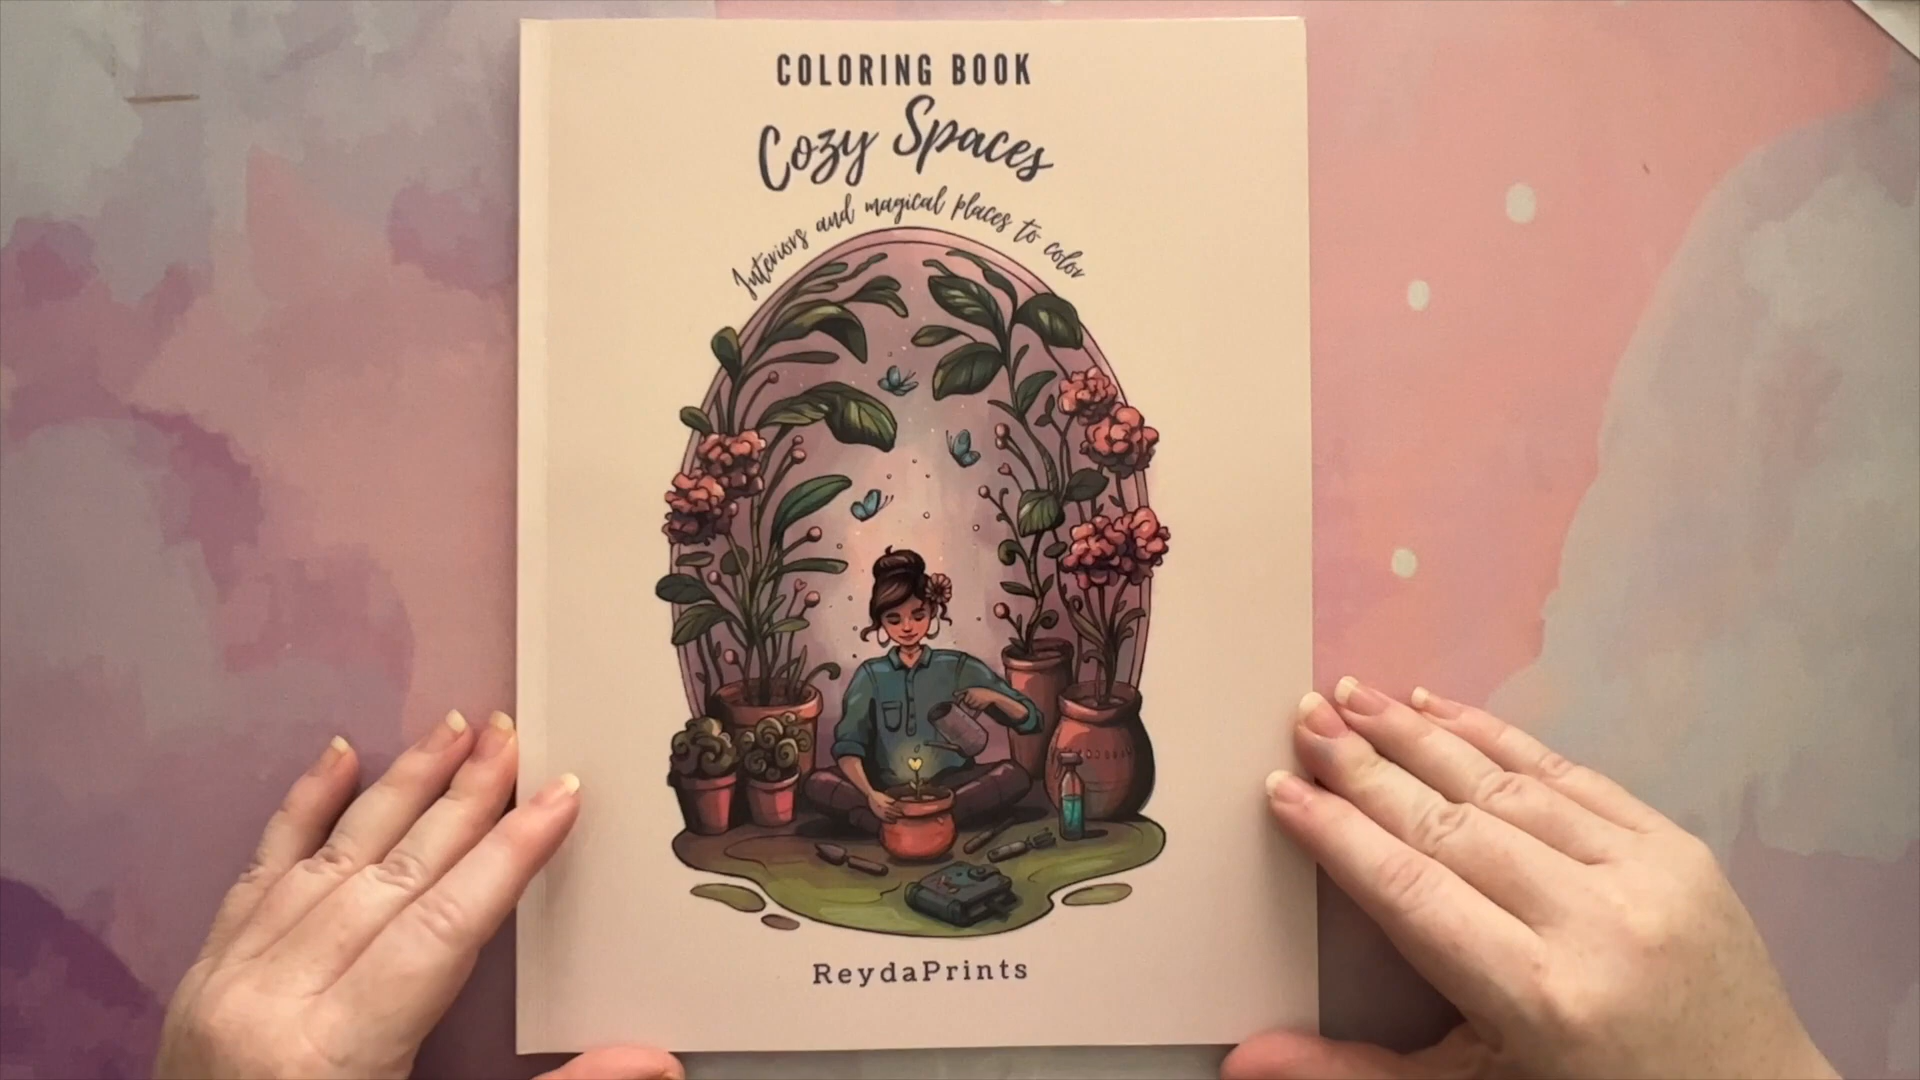 COLORING BOOK
Cozy Spaces
Interiors and magical places to color
ReydaPrints